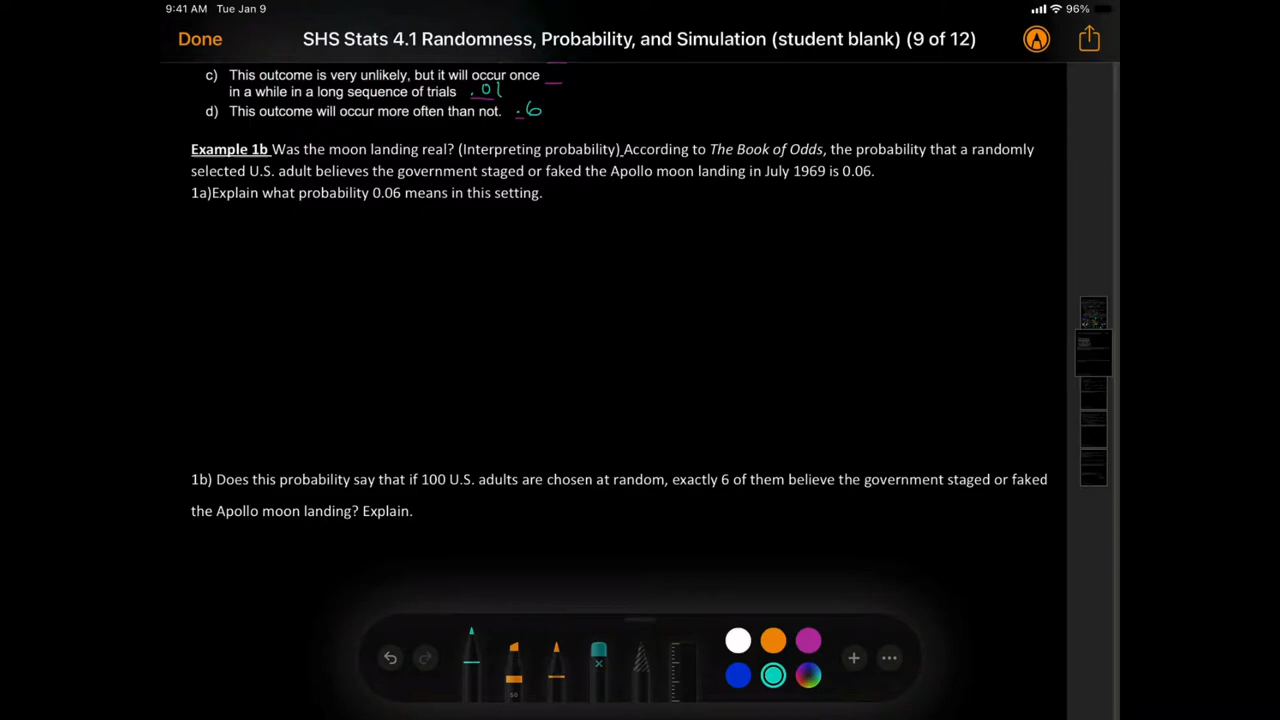 9:41 AM Tue Jan 9
96%
Done
SHS Stats 4.1 Randomness, Probability, and Simulation (student blank) (9 of 12)
c) This outcome is very unlikely, but it will occur once
in a while in a long sequence of trials .01
d) This outcome will occur more often than not. .6
Example 1b Was the moon landing real? (Interpreting probability) According to The Book of Odds, the probability that a randomly
selected U.S. adult believes the government staged or faked the Apollo moon landing in July 1969 is 0.06.
1a)Explain what probability 0.06 means in this setting.
1b) Does this probability say that if 100 U.S. adults are chosen at random, exactly 6 of them believe the government staged or faked
the Apollo moon landing? Explain.
50